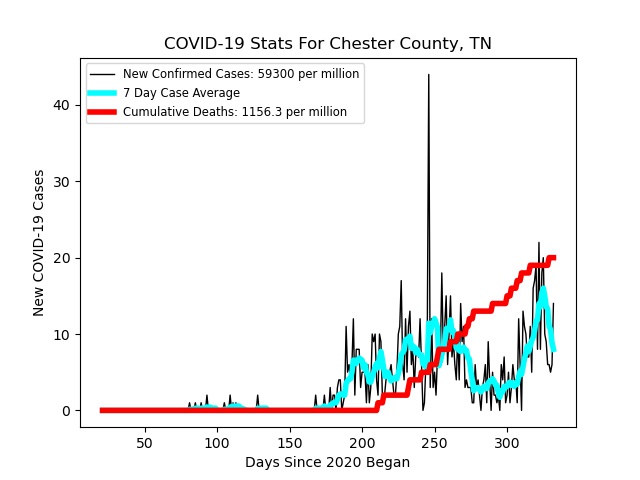 COVID-19 Stats For Chester County, TN
New Confirmed Cases: 59300 per million
7 Day Case Average
Cumulative Deaths: 1156.3 per million
New COVID-19 Cases
40
30
20
10
0
50 100 150 200 250 300
Days Since 2020 Began